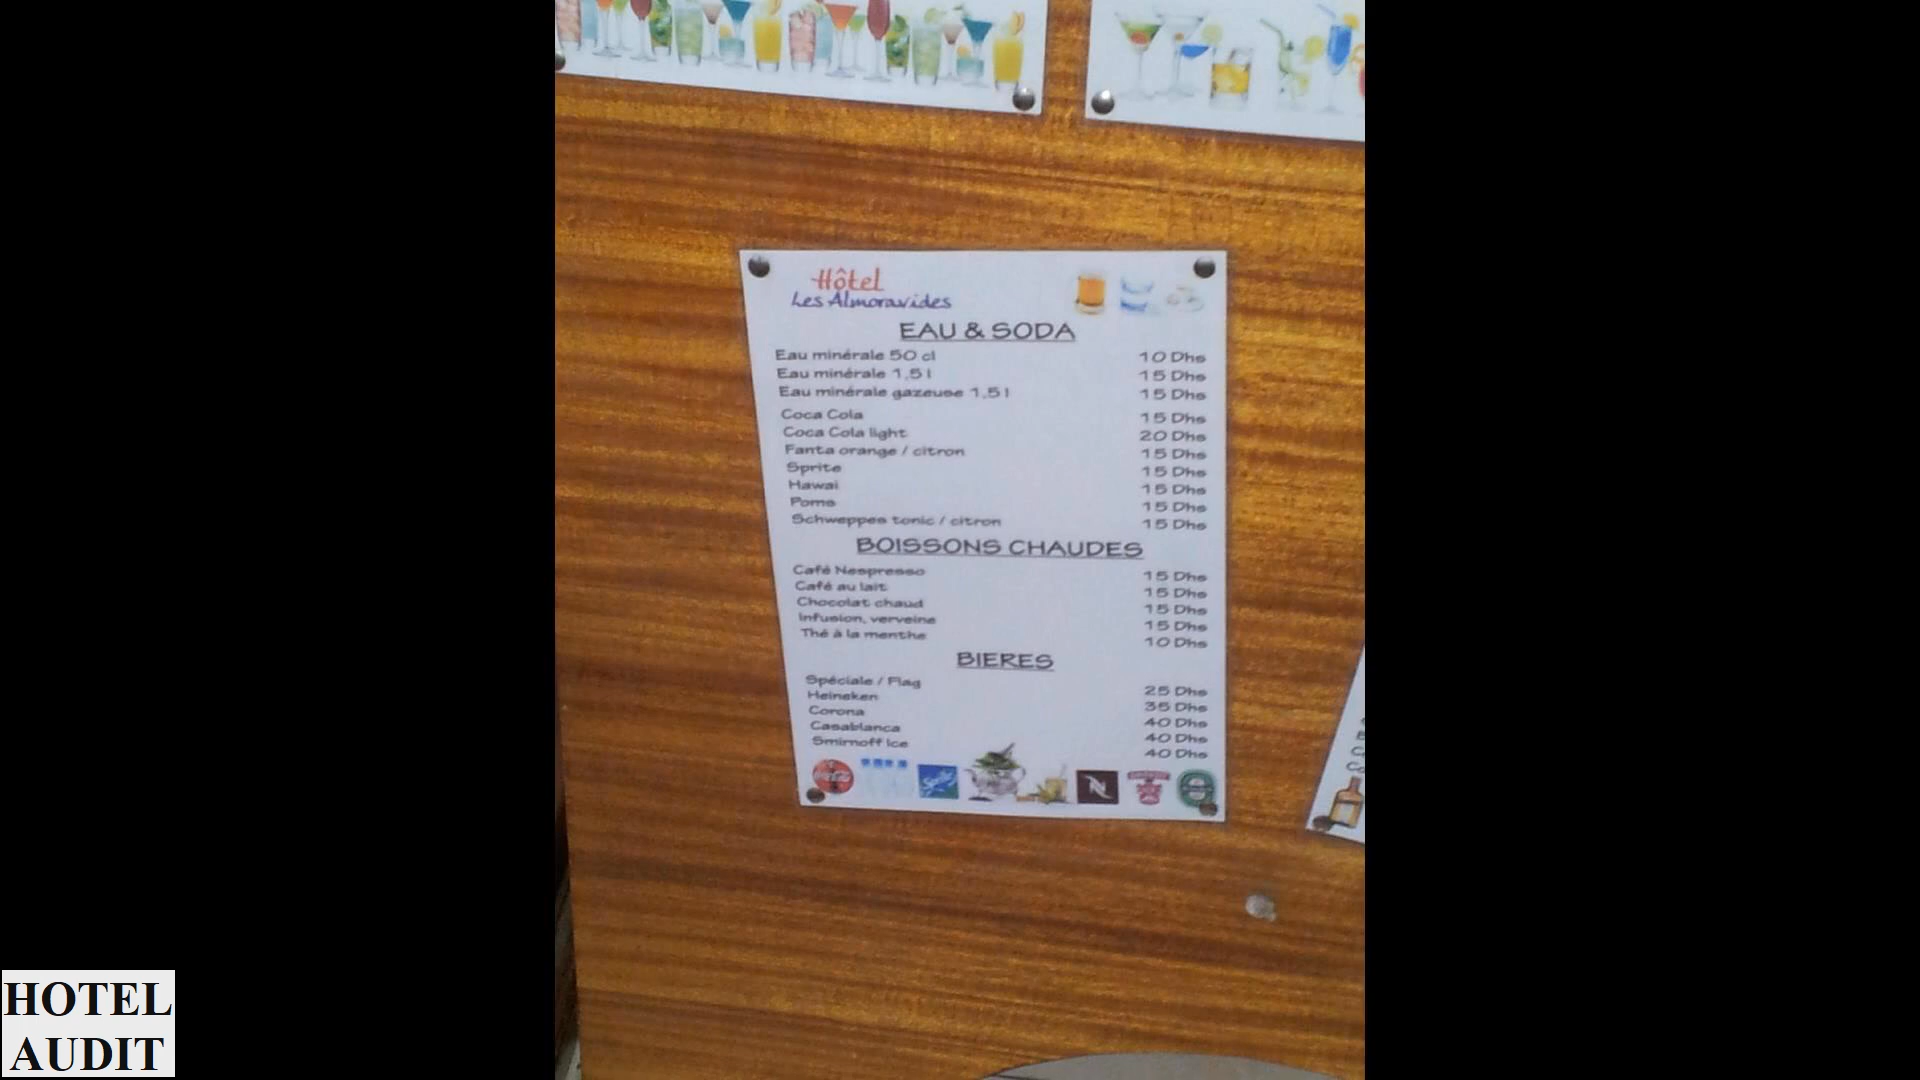 Hôtel
Les Almoravides
EAU & SODA
Eau minérale 50 cl 10 Dhs
Eau minérale 1,5 l 15 Dhs
Eau minérale gazeuse 1,5 l 15 Dhs
Coca Cola 15 Dhs
Coca Cola light 20 Dhs
Fanta orange / citron 15 Dhs
Sprite 15 Dhs
Hawai 15 Dhs
Poms 15 Dhs
Schweppes tonic / citron 15 Dhs
BOISSONS CHAUDES
Café Nespresso 15 Dhs
Café au lait 15 Dhs
Chocolat chaud 15 Dhs
Infusion, verveine 15 Dhs
Thé à la menthe 10 Dhs
BIERES
Spéciale / Flag 25 Dhs
Heineken 35 Dhs
Corona 40 Dhs
Casablanca 40 Dhs
Smirnoff Ice 40 Dhs
Sprite
HOTEL
AUDIT